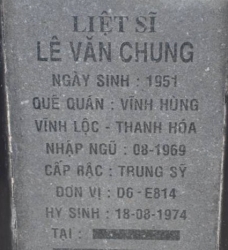 LIỆT SĨ
LÊ VĂN CHUNG
NGÀY SINH : 1951
QUÊ QUÁN : VĨNH HÙNG
VĨNH LỘC - THANH HÓA
NHẬP NGŨ : 08-1969
CẤP BẬC : TRUNG SỸ
ĐƠN VỊ : D6-E814
HY SINH : 18-08-1974
TẠI :